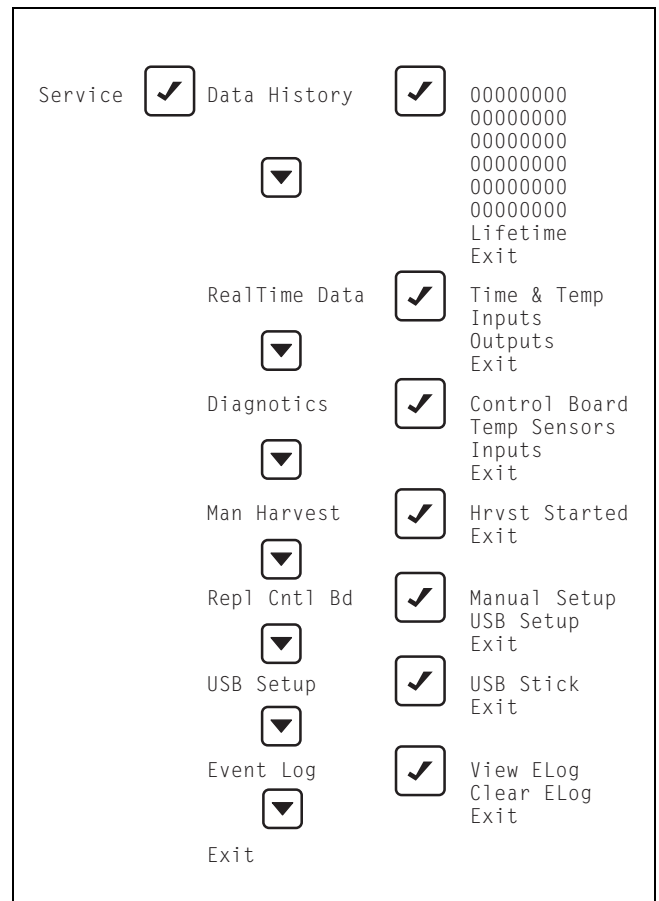 Service Data History 00000000
00000000
00000000
00000000
00000000
00000000
Lifetime
Exit
RealTime Data Time & Temp
Inputs
Outputs
Exit
Diagnotics Control Board
Temp Sensors
Inputs
Exit
Man Harvest Hrvst Started
Exit
Repl Cntl Bd Manual Setup
USB Setup
Exit
USB Setup USB Stick
Exit
Event Log View ELog
Clear ELog
Exit
Exit